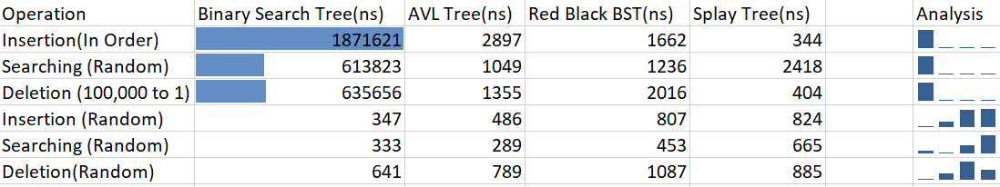 Operation Binary Search Tree(ns) AVL Tree(ns) Red Black BST(ns) Splay Tree(ns) Analysis
Insertion(In Order) 1871621 2897 1662 344
Searching (Random) 613823 1049 1236 2418
Deletion (100,000 to 1) 635656 1355 2016 404
Insertion (Random) 347 486 807 824
Searching (Random) 333 289 453 665
Deletion(Random) 641 789 1087 885